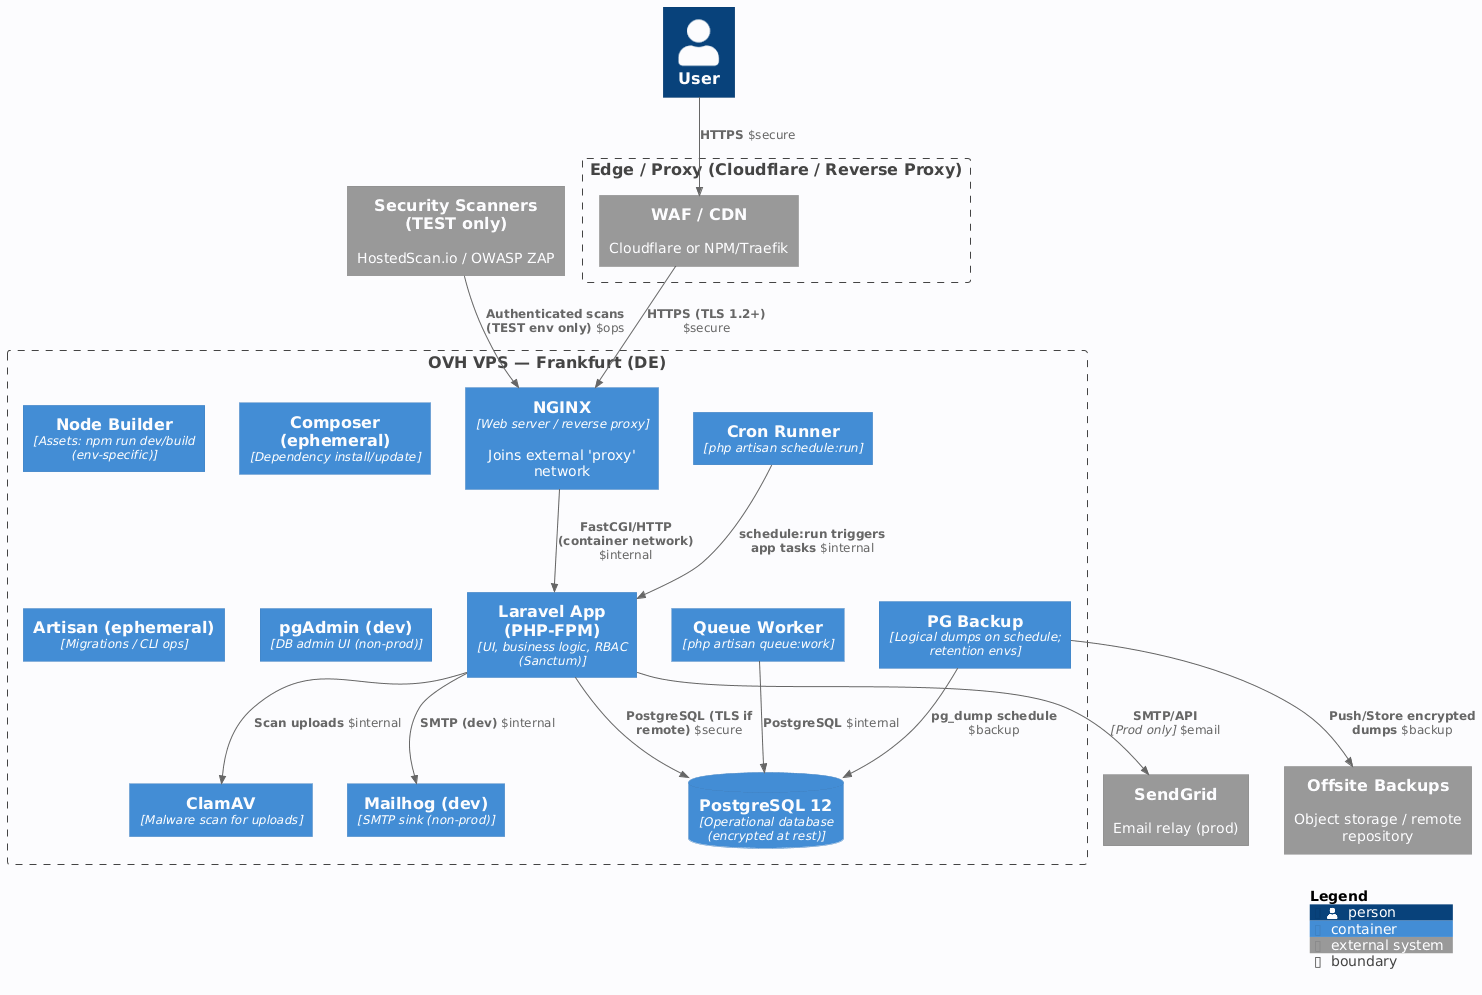 User
HTTPS $secure
Edge / Proxy (Cloudflare / Reverse Proxy)
Security Scanners
(TEST only)
HostedScan.io / OWASP ZAP
WAF / CDN
Cloudflare or NPM/Traefik
Authenticated scans
(TEST env only) $ops
HTTPS (TLS 1.2+)
$secure
OVH VPS — Frankfurt (DE)
Node Builder
[Assets: npm run dev/build
(env-specific)]
Composer
(ephemeral)
[Dependency install/update]
NGINX
[Web server / reverse proxy]
Joins external 'proxy'
network
Cron Runner
[php artisan schedule:run]
FastCGI/HTTP
(container network)
$internal
schedule:run triggers
app tasks $internal
Artisan (ephemeral)
[Migrations / CLI ops]
pgAdmin (dev)
[DB admin UI (non-prod)]
Laravel App
(PHP-FPM)
[UI, business logic, RBAC
(Sanctum)]
Queue Worker
[php artisan queue:work]
PG Backup
[Logical dumps on schedule;
retention envs]
Scan uploads $internal
SMTP (dev) $internal
PostgreSQL (TLS if
remote) $secure
PostgreSQL $internal
pg_dump schedule
$backup
SMTP/API
[Prod only] $email
Push/Store encrypted
dumps $backup
ClamAV
[Malware scan for uploads]
Mailhog (dev)
[SMTP sink (non-prod)]
PostgreSQL 12
[Operational database
(encrypted at rest)]
SendGrid
Email relay (prod)
Offsite Backups
Object storage / remote
repository
Legend
person
container
external system
boundary